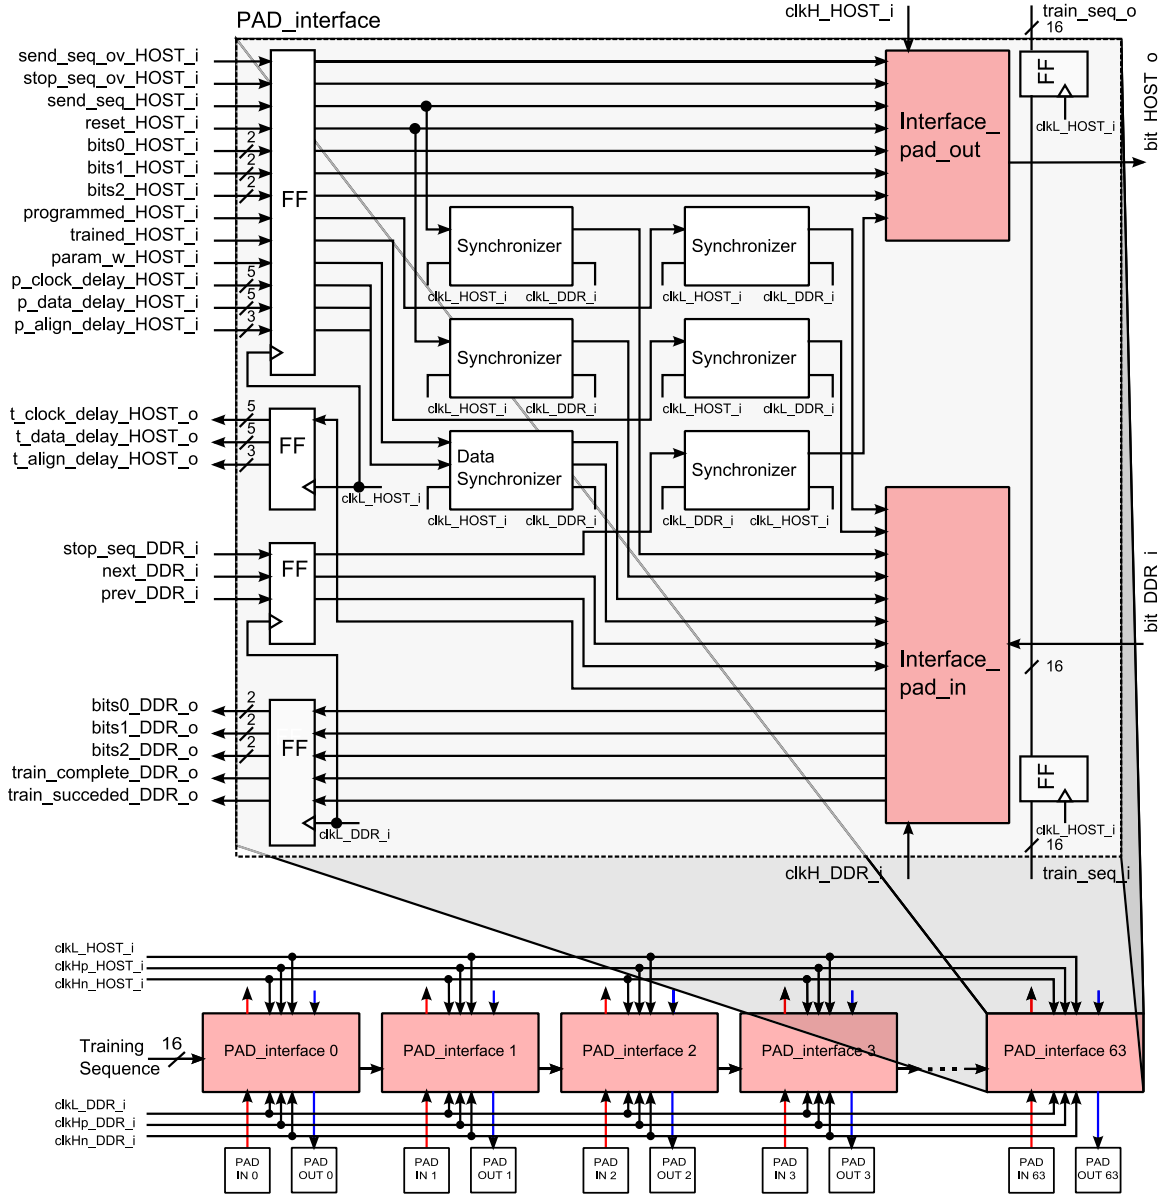 PAD_interface
clkH_HOST_i
train_seq_o
16
send_seq_ov_HOST_i
stop_seq_ov_HOST_i
send_seq_HOST_i
reset_HOST_i
bits0_HOST_i
2
bits1_HOST_i
2
bits2_HOST_i
2
programmed_HOST_i
trained_HOST_i
param_w_HOST_i
p_clock_delay_HOST_i
5
p_data_delay_HOST_i
5
p_align_delay_HOST_i
3
FF
Interface_
pad_out
FF
clkL_HOST_i
bit_HOST_o
Synchronizer
clkL_HOST_i
clkL_DDR_i
Synchronizer
clkL_HOST_i
clkL_DDR_i
Synchronizer
clkL_HOST_i
clkL_DDR_i
Synchronizer
clkL_HOST_i
clkL_DDR_i
Data
Synchronizer
clkL_HOST_i
clkL_DDR_i
Synchronizer
clkL_DDR_i
clkL_HOST_i
t_clock_delay_HOST_o
5
t_data_delay_HOST_o
5
t_align_delay_HOST_o
3
FF
clkL_HOST_i
stop_seq_DDR_i
next_DDR_i
prev_DDR_i
FF
bit_DDR_i
Interface_
pad_in
16
bits0_DDR_o
2
bits1_DDR_o
2
bits2_DDR_o
2
train_complete_DDR_o
train_succeded_DDR_o
FF
clkL_DDR_i
FF
clkL_HOST_i
16
clkH_DDR_i
train_seq_i
clkL_HOST_i
clkHp_HOST_i
clkHn_HOST_i
Training
Sequence
16
PAD_interface 0
PAD_interface 1
PAD_interface 2
PAD_interface 3
PAD_interface 63
clkL_DDR_i
clkHp_DDR_i
clkHn_DDR_i
PAD
IN 0
PAD
OUT 0
PAD
IN 1
PAD
OUT 1
PAD
IN 2
PAD
OUT 2
PAD
IN 3
PAD
OUT 3
PAD
IN 63
PAD
OUT 63